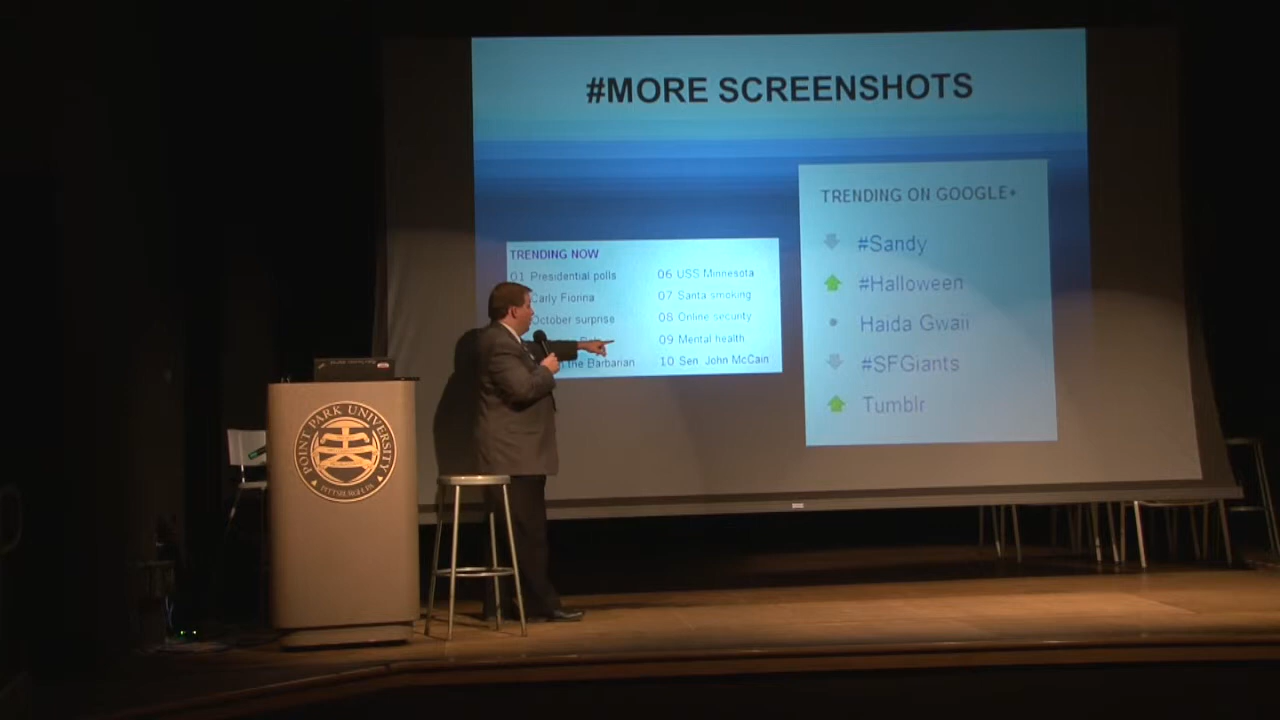 #MORE SCREENSHOTS
TRENDING NOW
01 Presidential polls
Carly Fiorina
October surprise
the Barbarian
06 USS Minnesota
07 Santa smoking
08 Online security
09 Mental health
10 Sen. John McCain
TRENDING ON GOOGLE+
#Sandy
#Halloween
Haida Gwaii
#SFGiants
Tumblr
POINT PARK UNIVERSITY
PITTSBURGH, PA